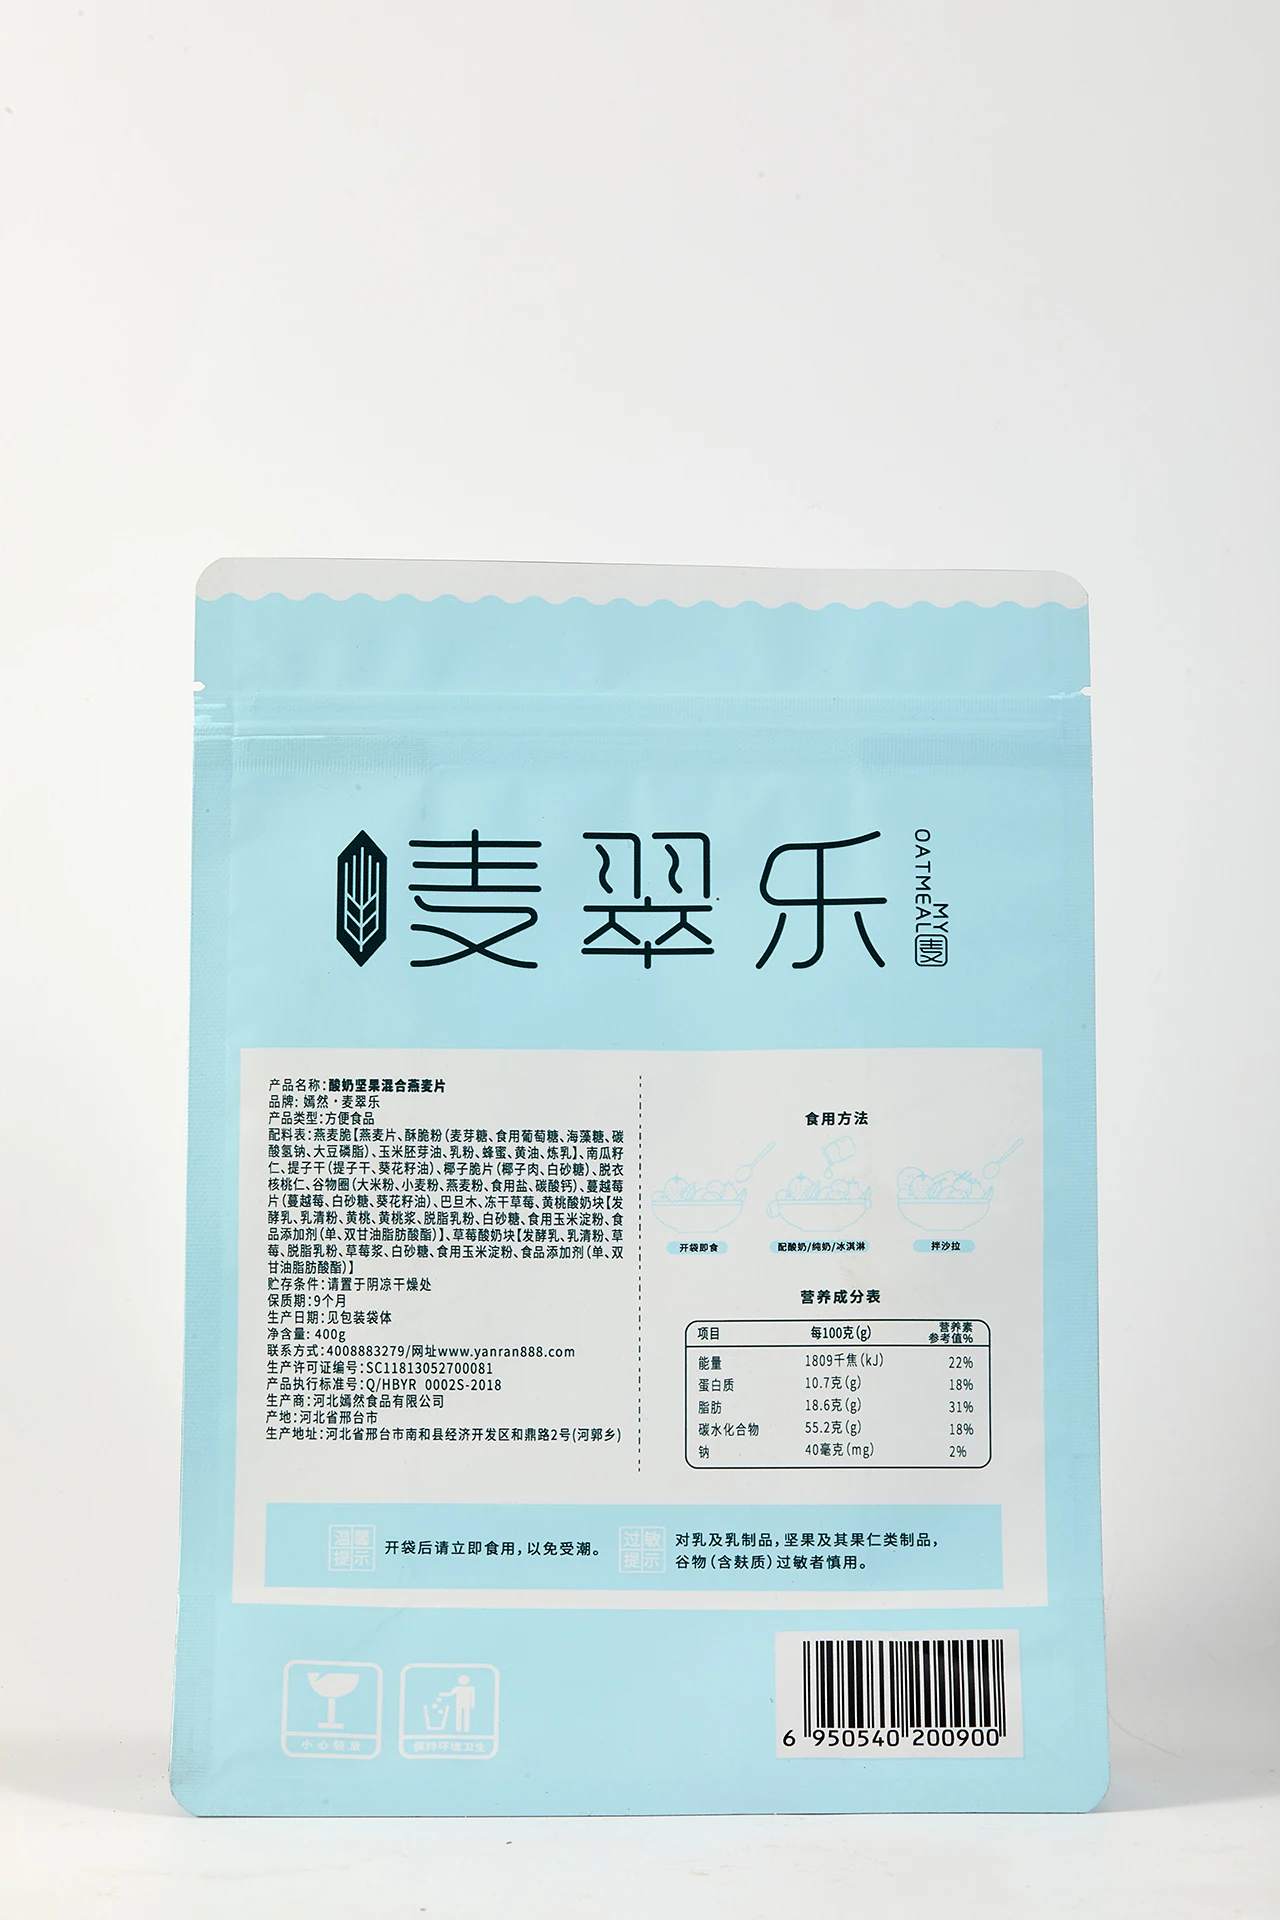 麦翠乐
OATMEAL
MY
麦
产品名称:酸奶坚果混合燕麦片
品牌: 嫣然·麦翠乐
产品类型:方便食品
配料表:燕麦脆【燕麦片、酥脆粉(麦芽糖、食用葡萄糖、海藻糖、碳
酸氢钠、大豆磷脂)、玉米胚芽油、乳粉、蜂蜜、黄油、炼乳】、南瓜籽
仁、提子干(提子干、葵花籽油)、椰子脆片(椰子肉、白砂糖)、脱衣
核桃仁、谷物圈(大米粉、小麦粉、燕麦粉、食用盐、碳酸钙)、蔓越莓
片(蔓越莓、白砂糖、葵花籽油)、巴旦木、冻干草莓、黄桃酸奶块【发
酵乳、乳清粉、黄桃、黄桃浆、脱脂乳粉、白砂糖、食用玉米淀粉、食
品添加剂(单、双甘油脂肪酸酯)】、草莓酸奶块【发酵乳、乳清粉、草
莓、脱脂乳粉、草莓浆、白砂糖、食用玉米淀粉、食品添加剂(单、双
甘油脂肪酸酯)】
贮存条件:请置于阴凉干燥处
保质期:9个月
生产日期:见包装袋体
净含量: 400g
联系方式:4008883279/网址www.yanran888.com
生产许可证编号:SC11813052700081
产品执行标准号:Q/HBYR 0002S-2018
生产商:河北嫣然食品有限公司
产地:河北省邢台市
生产地址:河北省邢台市南和县经济开发区和鼎路2号(河郭乡)
食用方法
开袋即食 配酸奶/纯奶/冰淇淋 拌沙拉
营养成分表
项目 每100克(g) 营养素参考值%
能量 1809千焦(kJ) 22%
蛋白质 10.7克(g) 18%
脂肪 18.6克(g) 31%
碳水化合物 55.2克(g) 18%
钠 40毫克(mg) 2%
温馨提示 开袋后请立即食用,以免受潮。
过敏提示 对乳及乳制品,坚果及其果仁类制品,
谷物(含麸质)过敏者慎用。
小心轻放 保持环境卫生
6 950540 200900